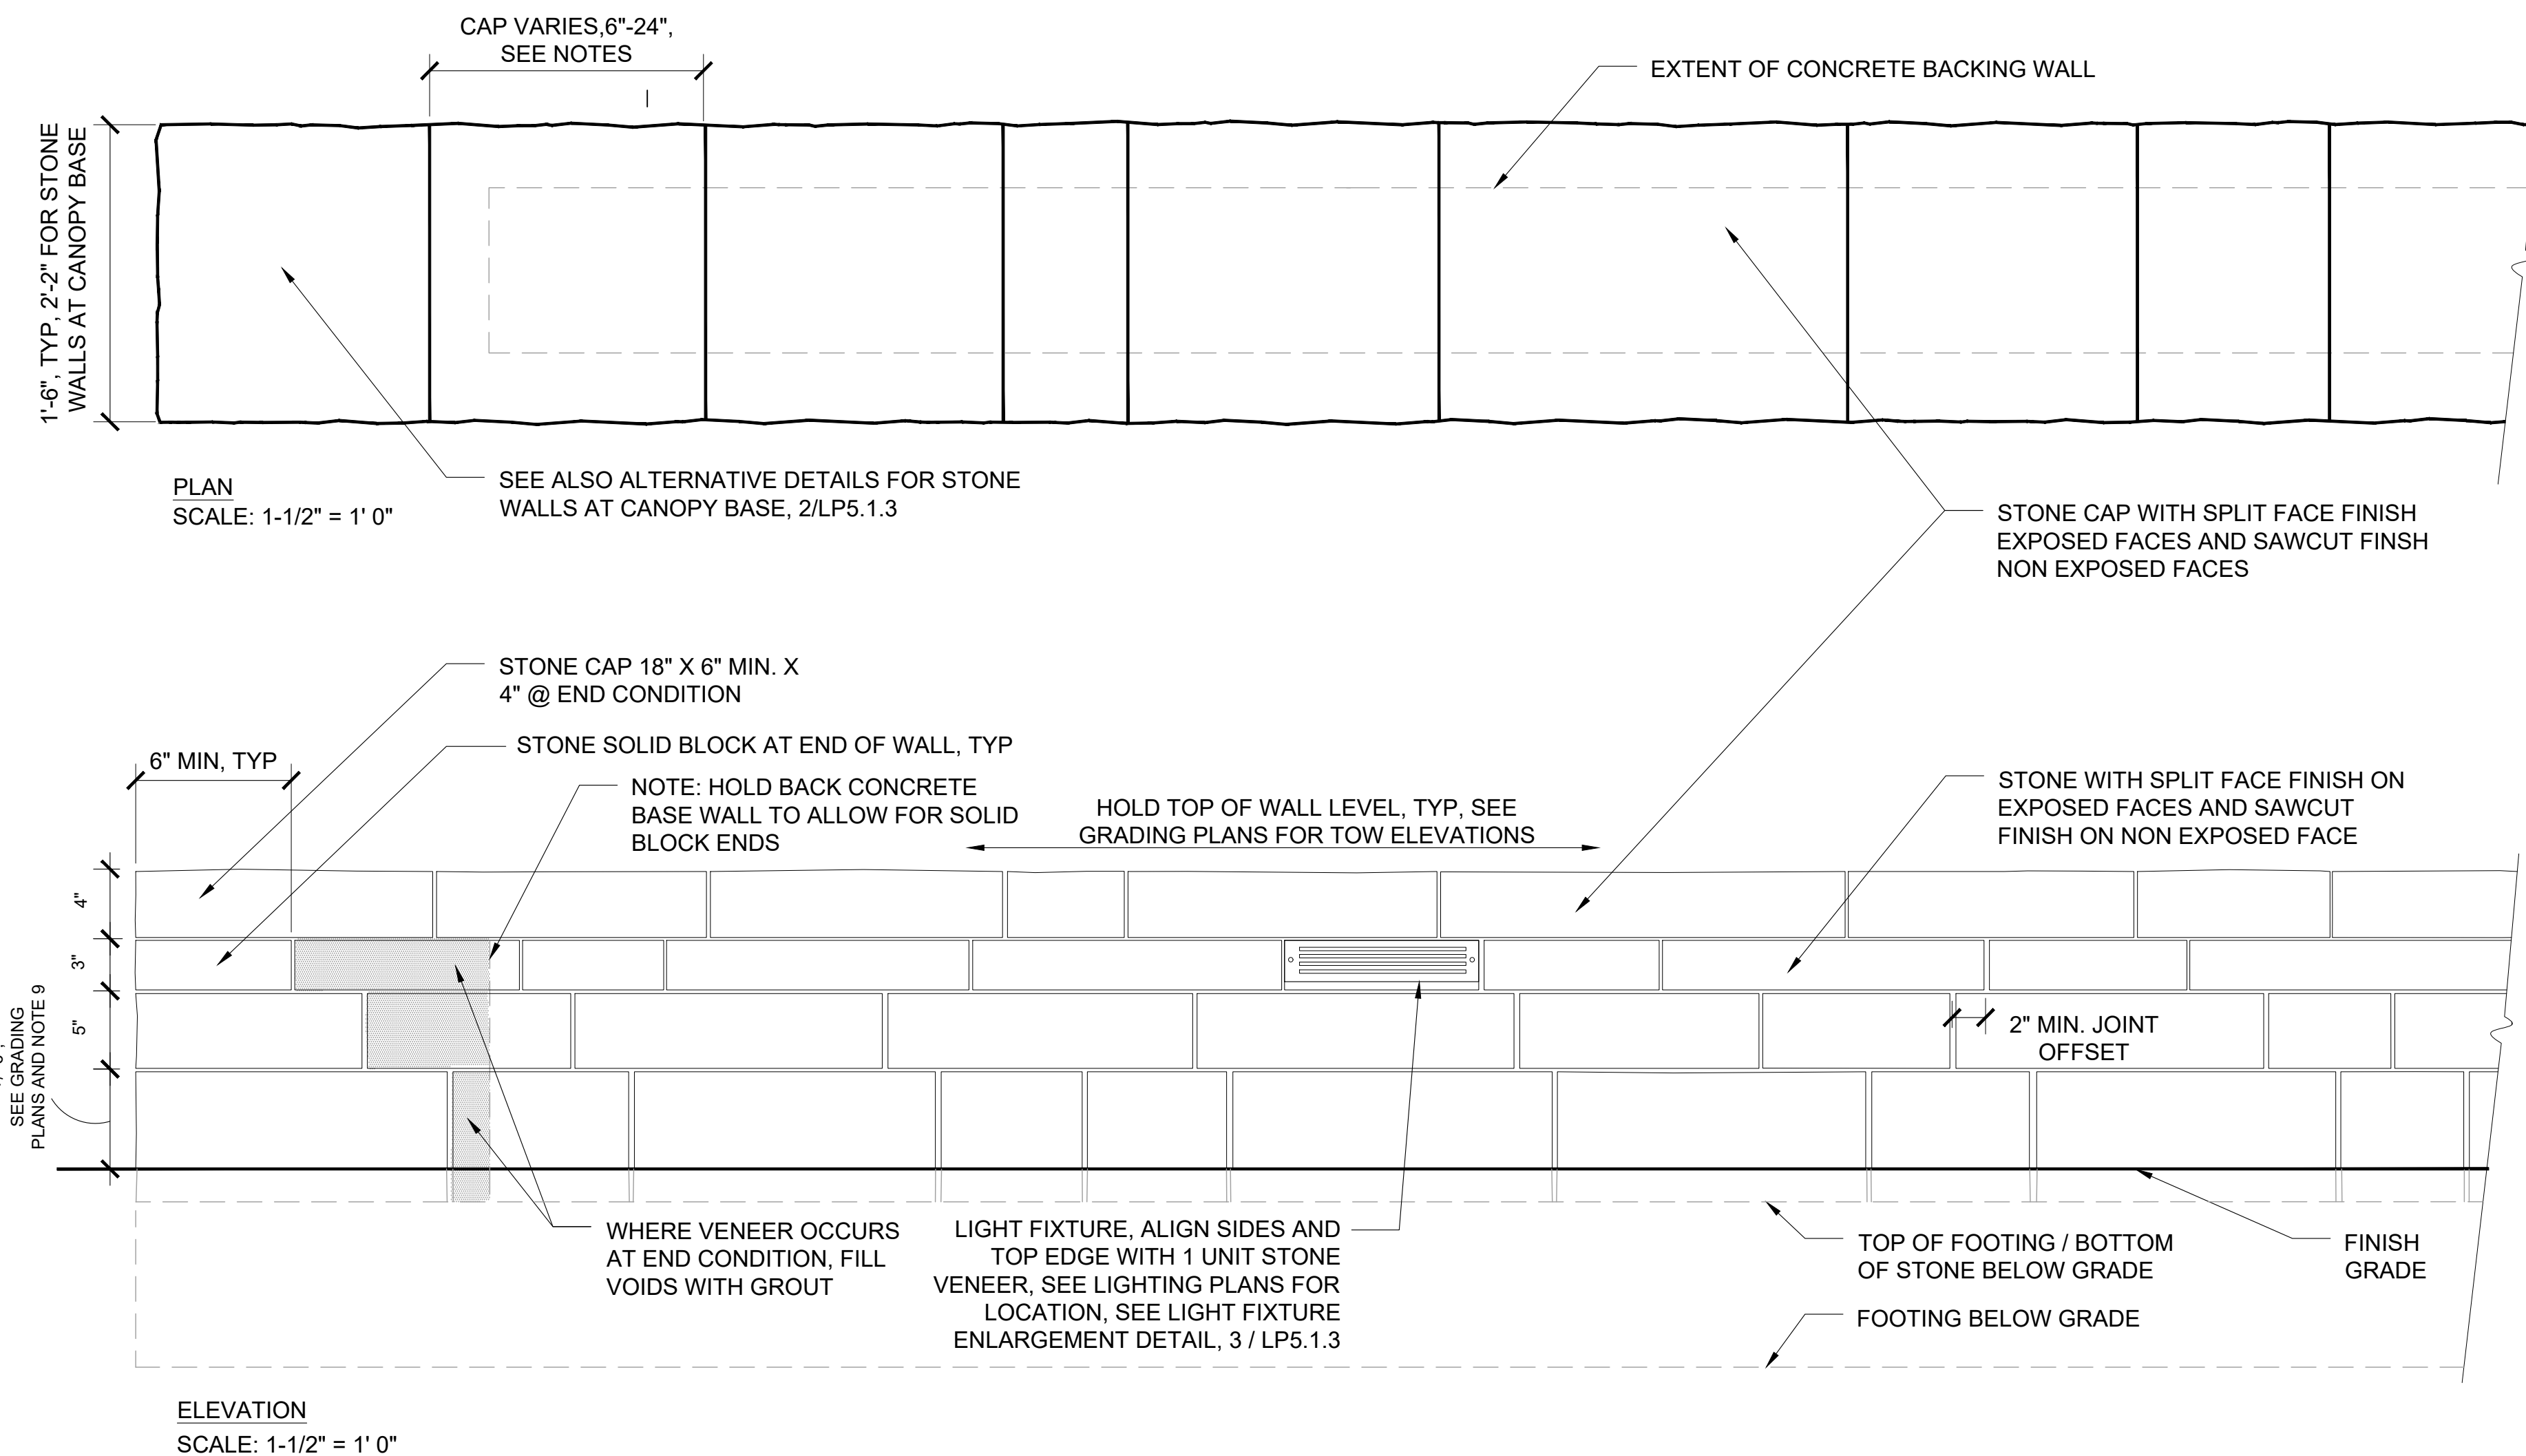 CAP VARIES,6"-24",
SEE NOTES
EXTENT OF CONCRETE BACKING WALL
1'-6", TYP, 2'-2" FOR STONE
WALLS AT CANOPY BASE
PLAN
SCALE: 1-1/2" = 1' 0"
SEE ALSO ALTERNATIVE DETAILS FOR STONE
WALLS AT CANOPY BASE, 2/LP5.1.3
STONE CAP WITH SPLIT FACE FINISH
EXPOSED FACES AND SAWCUT FINSH
NON EXPOSED FACES
STONE CAP 18" X 6" MIN. X
4" @ END CONDITION
STONE SOLID BLOCK AT END OF WALL, TYP
6" MIN, TYP
NOTE: HOLD BACK CONCRETE
BASE WALL TO ALLOW FOR SOLID
BLOCK ENDS
HOLD TOP OF WALL LEVEL, TYP, SEE
GRADING PLANS FOR TOW ELEVATIONS
STONE WITH SPLIT FACE FINISH ON
EXPOSED FACES AND SAWCUT
FINISH ON NON EXPOSED FACE
4"
3"
5"
SEE GRADING
PLANS AND NOTE 9
2" MIN. JOINT
OFFSET
WHERE VENEER OCCURS
AT END CONDITION, FILL
VOIDS WITH GROUT
LIGHT FIXTURE, ALIGN SIDES AND
TOP EDGE WITH 1 UNIT STONE
VENEER, SEE LIGHTING PLANS FOR
LOCATION, SEE LIGHT FIXTURE
ENLARGEMENT DETAIL, 3 / LP5.1.3
TOP OF FOOTING / BOTTOM
OF STONE BELOW GRADE
FINISH
GRADE
FOOTING BELOW GRADE
ELEVATION
SCALE: 1-1/2" = 1' 0"